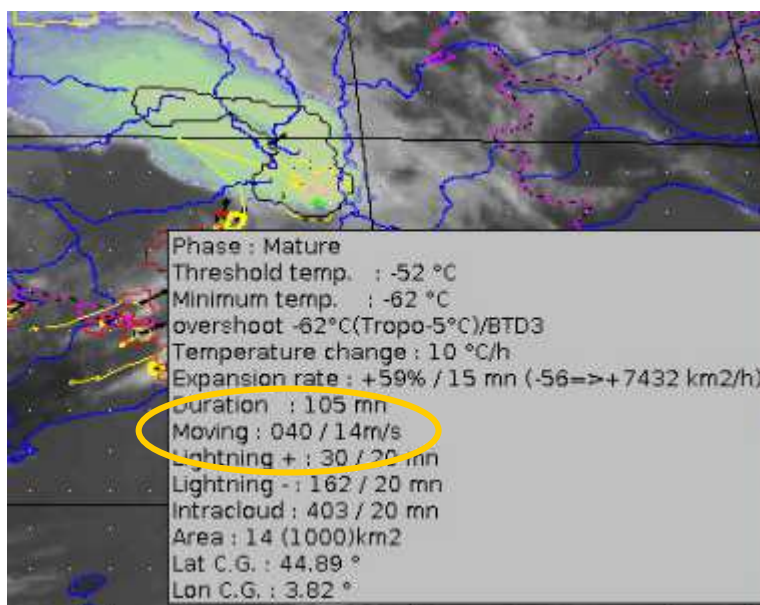 Phase : Mature
Threshold temp. : -52 °C
Minimum temp. : -62 °C
overshoot -62°C(Tropo-5°C)/BTD3
Temperature change : 10 °C/h
Expansion rate : +59% / 15 mn (-56=>+7432 km2/h)
Duration : 105 mn
Moving : 040 / 14m/s
Lightning + : 30 / 20 mn
Lightning - : 162 / 20 mn
Intracloud : 403 / 20 mn
Area : 14 (1000)km2
Lat C.G. : 44.89 °
Lon C.G. : 3.82 °